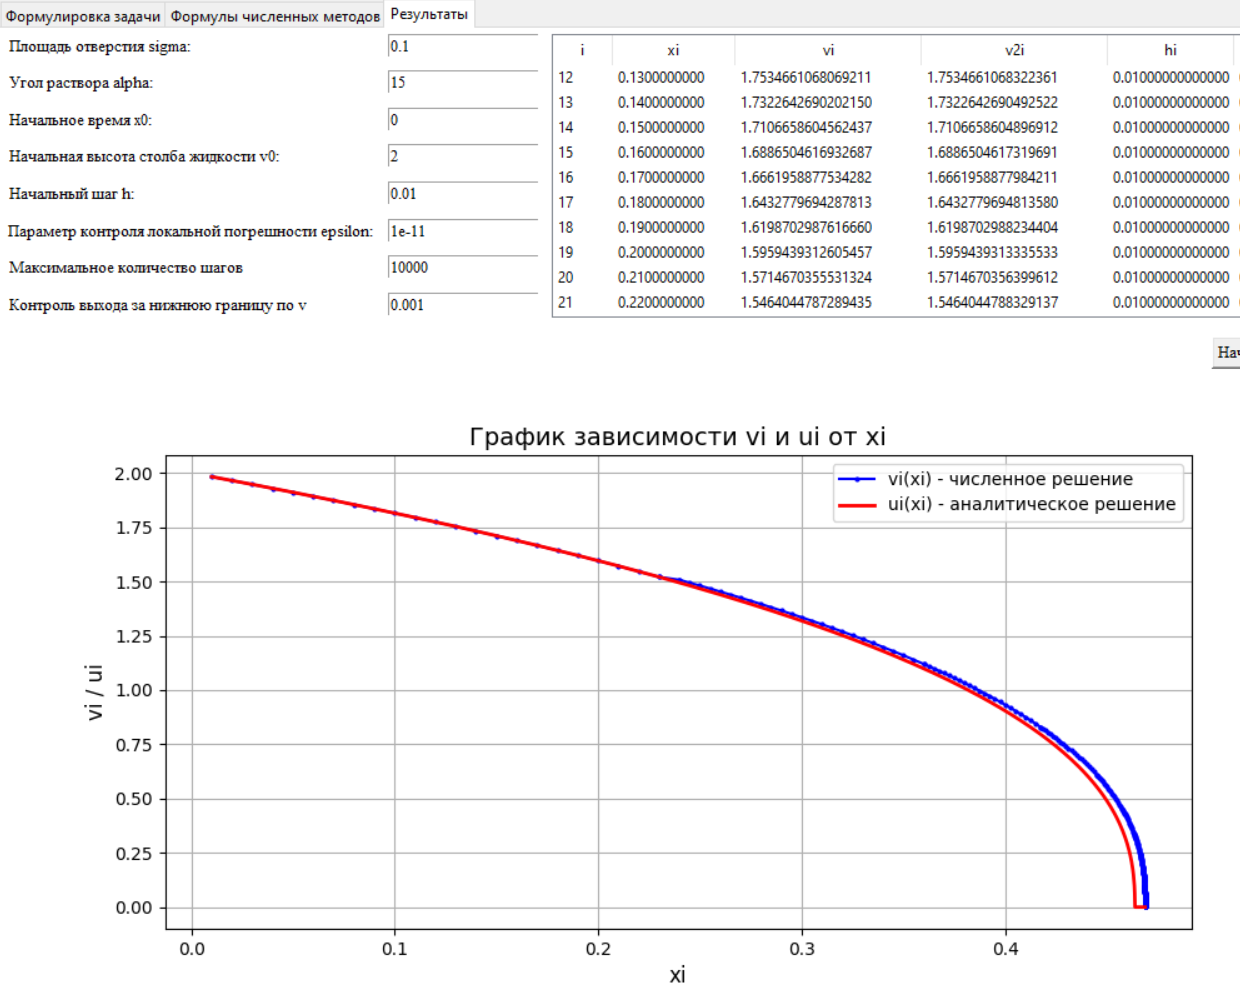 Формулировка задачи Формулы численных методов Результаты
Площадь отверстия sigma: 0.1
Угол раствора alpha: 15
Начальное время x0: 0
Начальная высота столба жидкости v0: 2
Начальный шаг h: 0.01
Параметр контроля локальной погрешности epsilon: 1e-11
Максимальное количество шагов 10000
Контроль выхода за нижнюю границу по v 0.001
i xi vi v2i hi
12 0.1300000000 1.7534661068069211 1.7534661068322361 0.01000000000000
13 0.1400000000 1.7322642690202150 1.7322642690492522 0.01000000000000
14 0.1500000000 1.7106658604562437 1.7106658604896912 0.01000000000000
15 0.1600000000 1.6886504616932687 1.6886504617319691 0.01000000000000
16 0.1700000000 1.6661958877534282 1.6661958877984211 0.01000000000000
17 0.1800000000 1.6432779694287813 1.6432779694813580 0.01000000000000
18 0.1900000000 1.6198702987616660 1.6198702988234404 0.01000000000000
19 0.2000000000 1.5959439312605457 1.5959439313335533 0.01000000000000
20 0.2100000000 1.5714670355531324 1.5714670356399612 0.01000000000000
21 0.2200000000 1.5464044787289435 1.5464044788329137 0.01000000000000
График зависимости vi и ui от xi
vi(xi) - численное решение
ui(xi) - аналитическое решение
vi / ui
2.00
1.75
1.50
1.25
1.00
0.75
0.50
0.25
0.00
0.0 0.1 0.2 0.3 0.4
xi